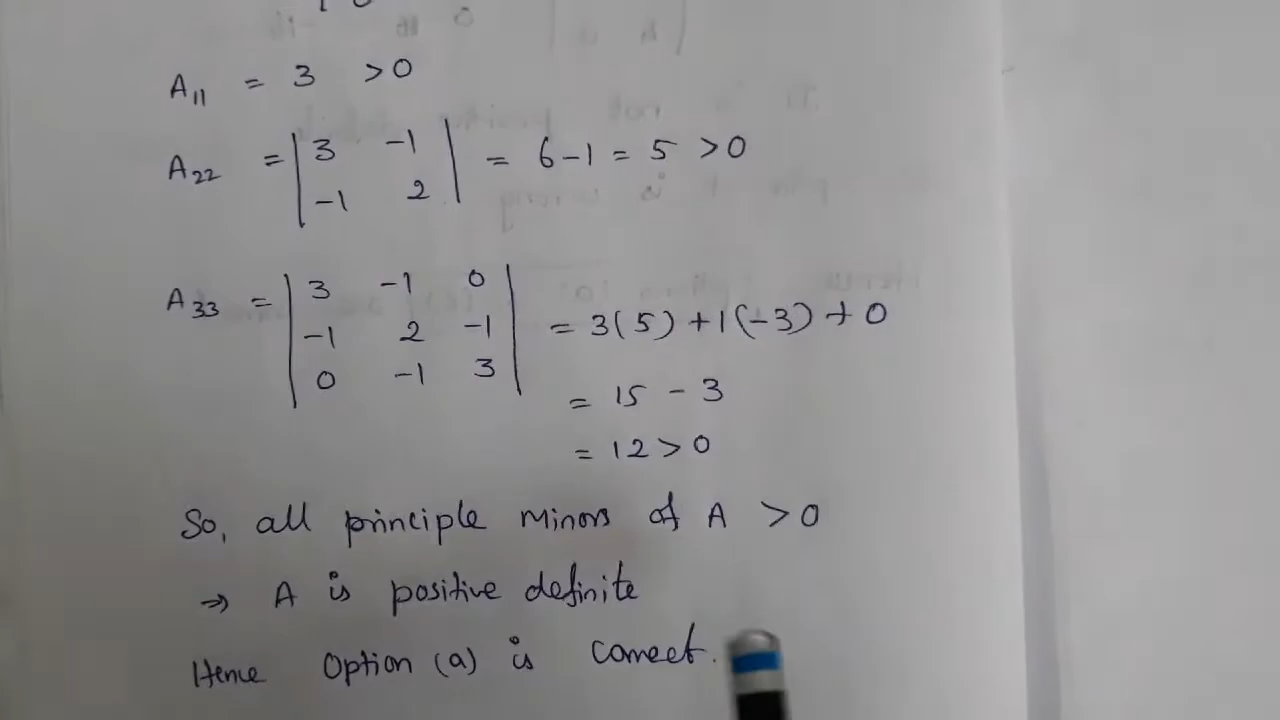 A11 = 3 > 0
A22 = | 3 -1 | = 6 - 1 = 5 > 0
| -1 2 |
A33 = | 3 -1 0 |
| -1 2 -1 | = 3(5) + 1(-3) + 0
| 0 -1 3 |
= 15 - 3
= 12 > 0
So, all principle minors of A > 0
⇒ A is positive definite
Hence Option (a) is correct.